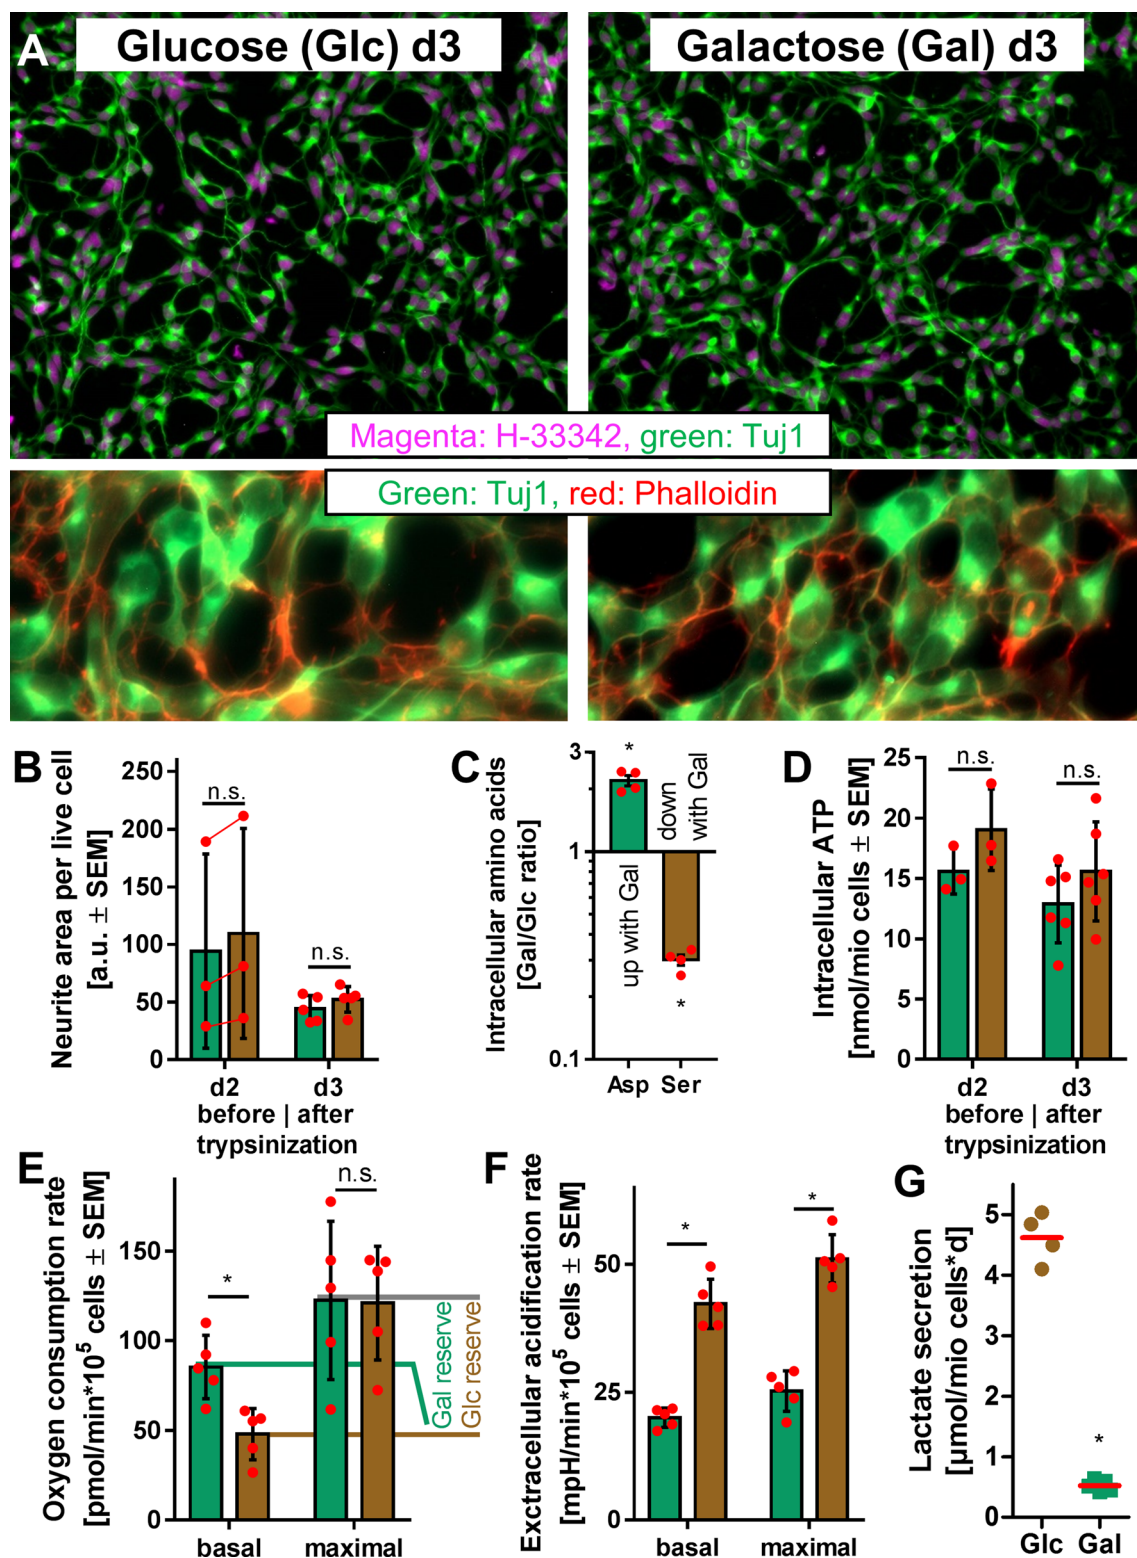 A
Glucose (Glc) d3
Galactose (Gal) d3
Magenta: H-33342, green: Tuj1
Green: Tuj1, red: Phalloidin
B
Neurite area per live cell
[a.u. ± SEM]
250
200
150
100
50
0
n.s.
n.s.
d2
d3
before | after
trypsinization
C
Intracellular amino acids
[Gal/Glc ratio]
3
1
0.1
*
down
with Gal
up with Gal
*
Asp
Ser
D
Intracellular ATP
[nmol/mio cells ± SEM]
25
20
15
10
5
0
n.s.
n.s.
d2
d3
before | after
trypsinization
E
Oxygen consumption rate
[pmol/min*10⁵ cells ± SEM]
150
100
50
0
*
n.s.
Gal reserve
Glc reserve
basal
maximal
F
Exctracellular acidification rate
[mpH/min*10⁵ cells ± SEM]
50
25
0
*
*
basal
maximal
G
Lactate secretion
[µmol/mio cells*d]
5
4
3
2
1
0
*
Glc
Gal